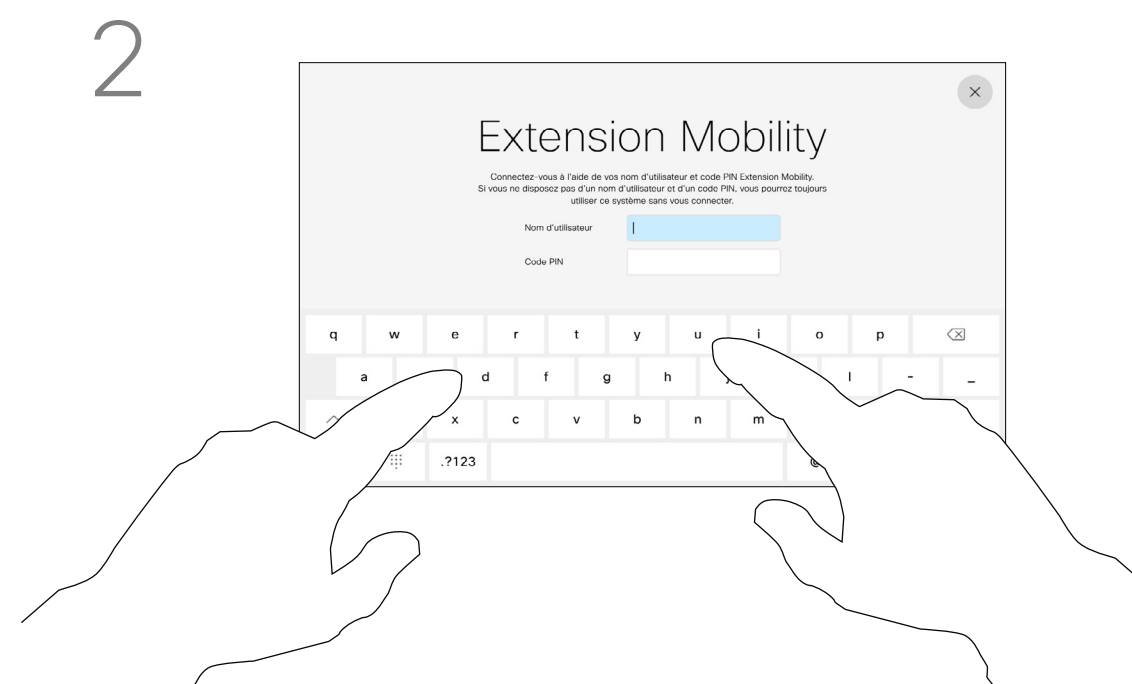 2
Extension Mobility
Connectez-vous à l'aide de vos nom d'utilisateur et code PIN Extension Mobility.
Si vous ne disposez pas d'un nom d'utilisateur et d'un code PIN, vous pourrez toujours
utiliser ce système sans vous connecter.
Nom d'utilisateur
Code PIN
q w e r t y u i o p
a d f g h l - _
x c v b n m
.?123